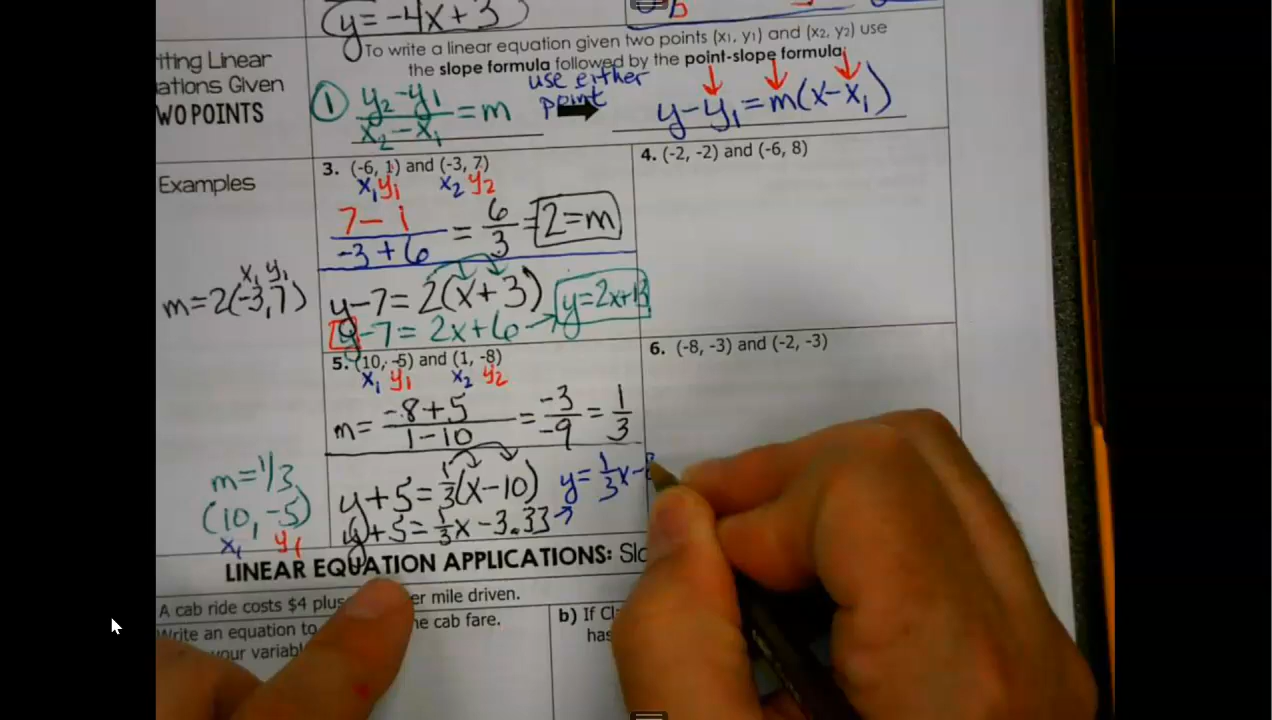 y=-4x+3
b
iting Linear
ations Given
WO POINTS
To write a linear equation given two points (x₁, y₁) and (x₂, y₂) use
the slope formula followed by the point-slope formula.
① y₂-y₁ / x₂-x₁ = m
use either
point
y-y₁=m(x-x₁)
Examples
3. (-6, 1) and (-3, 7)
x₁ y₁ x₂ y₂
7-1 / -3+6 = 6/3 = 2=m
x₁ y₁
m=2(-3,7)
y-7=2(x+3)
y-7=2x+6 → y=2x+13
4. (-2, -2) and (-6, 8)
5. (10, -5) and (1, -8)
x₁ y₁ x₂ y₂
m= -8+5 / 1-10 = -3/-9 = 1/3
m=1/3
(10,-5)
x₁ y₁
y+5=1/3(x-10)
y+5=1/3x-3.33 →
y=1/3x-8
6. (-8, -3) and (-2, -3)
LINEAR EQUATION APPLICATIONS:
A cab ride costs $4 plus er mile driven.
Write an equation to he cab fare.
your variabl
b) If Cl
has